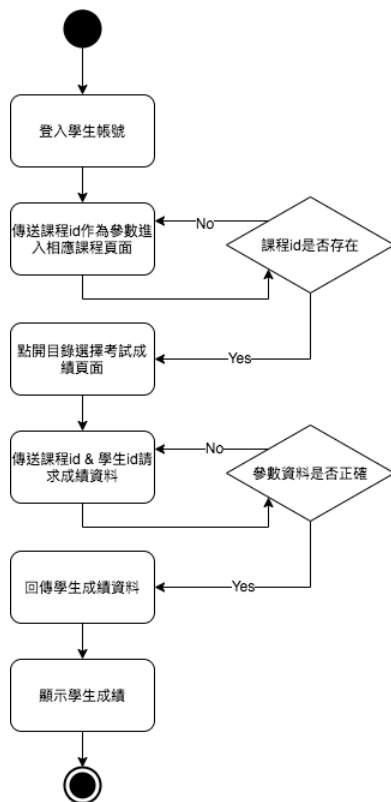 登入學生帳號
傳送課程id作為參數進
入相應課程頁面
No
課程id是否存在
點開目錄選擇考試成
績頁面
Yes
傳送課程id & 學生id請
求成績資料
No
參數資料是否正確
回傳學生成績資料
Yes
顯示學生成績